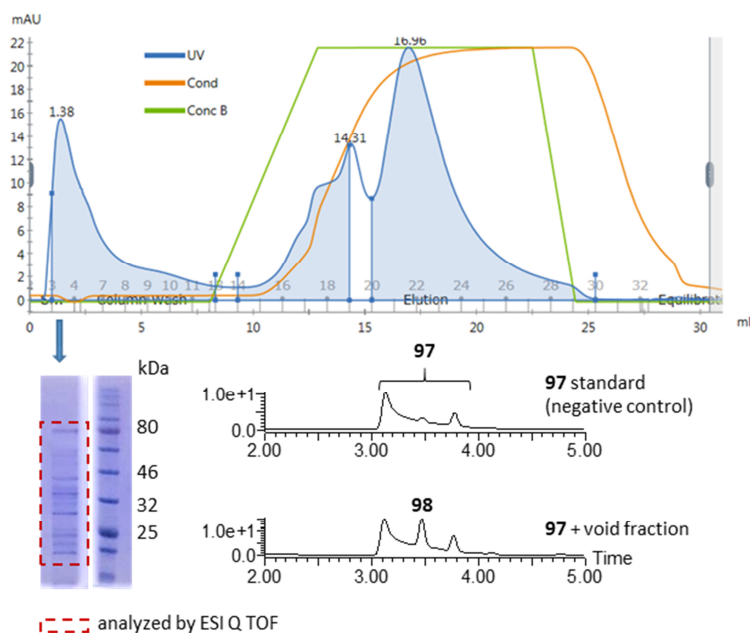 mAU
22
20
18
16
14
12
10
8
6
4
2
0
UV
Cond
Conc B
1.38
14.31
16.96
3 4 7 8 9 10 11 13 14 16 18 20 22 24 26 28 30 32
Column Wash Elution
0 5 10 15 20 25 30 ml
kDa
80
46
32
25
97
1.0e+1
0.0
2.00 3.00 4.00 5.00
97 standard
(negative control)
98
1.0e+1
0.0
2.00 3.00 4.00 5.00
97 + void fraction
Time
analyzed by ESI Q TOF